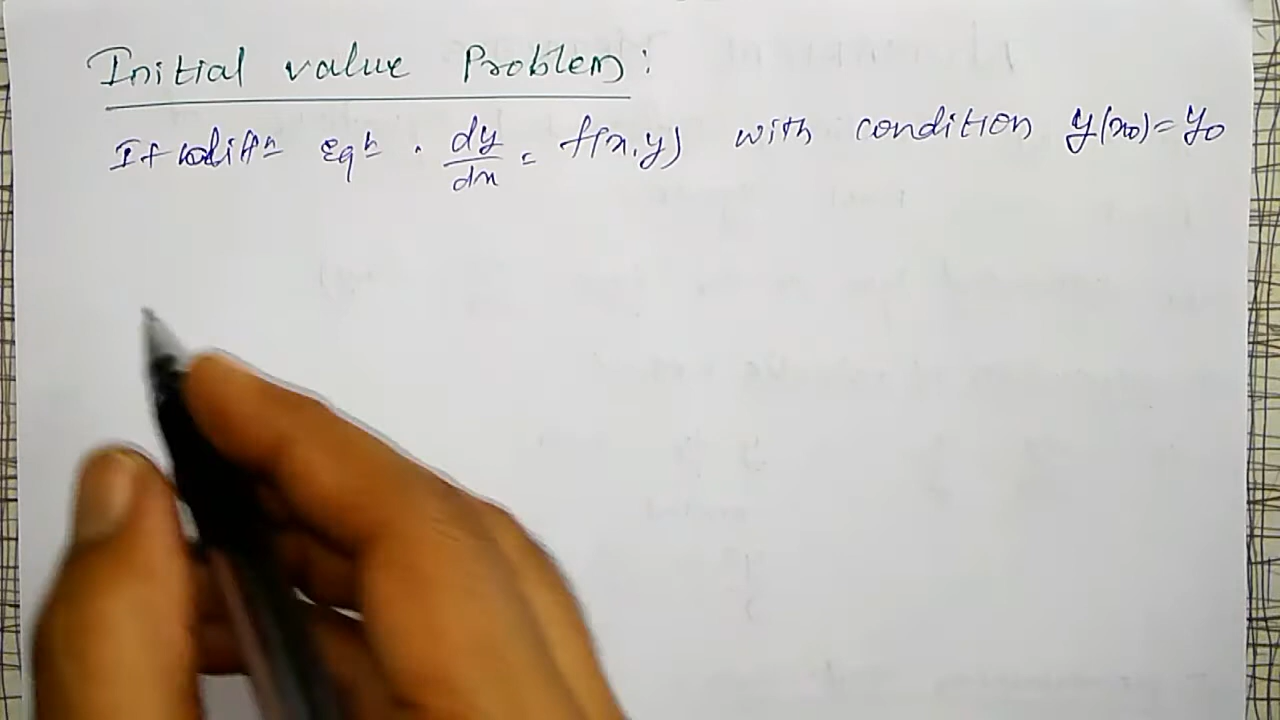 Initial value Problem:
If diffn Eqn . dy/dx = f(x,y) with condition y(x0)=y0